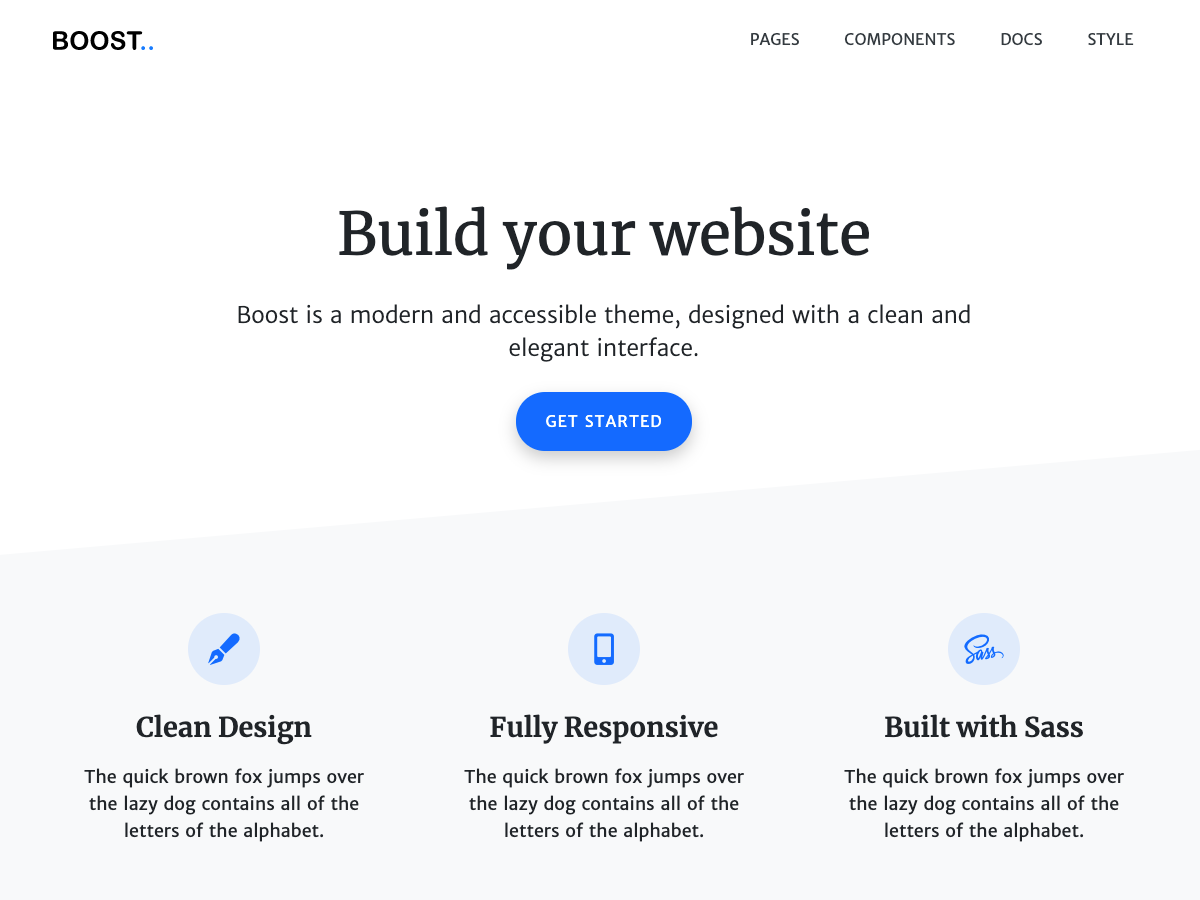 BOOST..
PAGES COMPONENTS DOCS STYLE
Build your website
Boost is a modern and accessible theme, designed with a clean and
elegant interface.
GET STARTED
Sass
Clean Design
The quick brown fox jumps over
the lazy dog contains all of the
letters of the alphabet.
Fully Responsive
The quick brown fox jumps over
the lazy dog contains all of the
letters of the alphabet.
Built with Sass
The quick brown fox jumps over
the lazy dog contains all of the
letters of the alphabet.